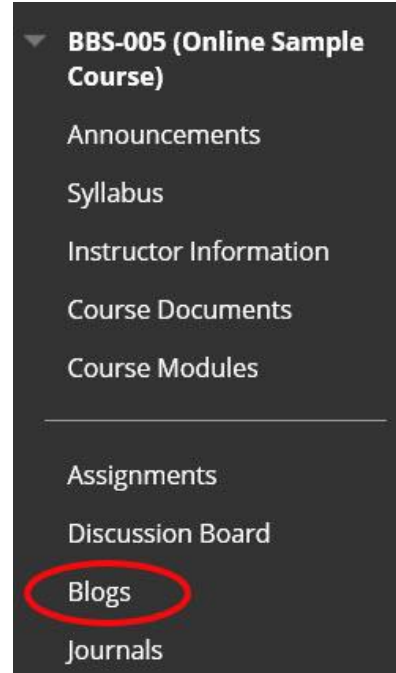 BBS-005 (Online Sample
Course)
Announcements
Syllabus
Instructor Information
Course Documents
Course Modules
Assignments
Discussion Board
Blogs
Journals